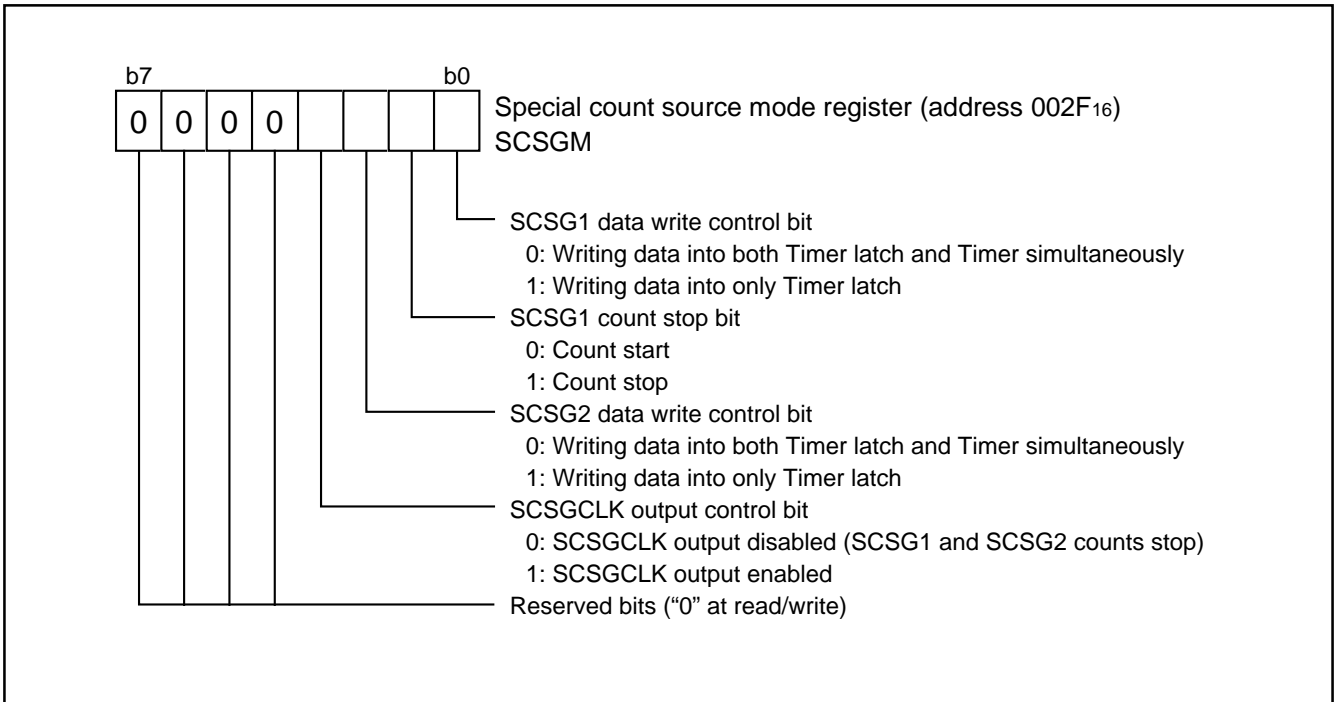 b7 b0
0 0 0 0
Special count source mode register (address 002F16)
SCSGM
SCSG1 data write control bit
0: Writing data into both Timer latch and Timer simultaneously
1: Writing data into only Timer latch
SCSG1 count stop bit
0: Count start
1: Count stop
SCSG2 data write control bit
0: Writing data into both Timer latch and Timer simultaneously
1: Writing data into only Timer latch
SCSGCLK output control bit
0: SCSGCLK output disabled (SCSG1 and SCSG2 counts stop)
1: SCSGCLK output enabled
Reserved bits (“0” at read/write)